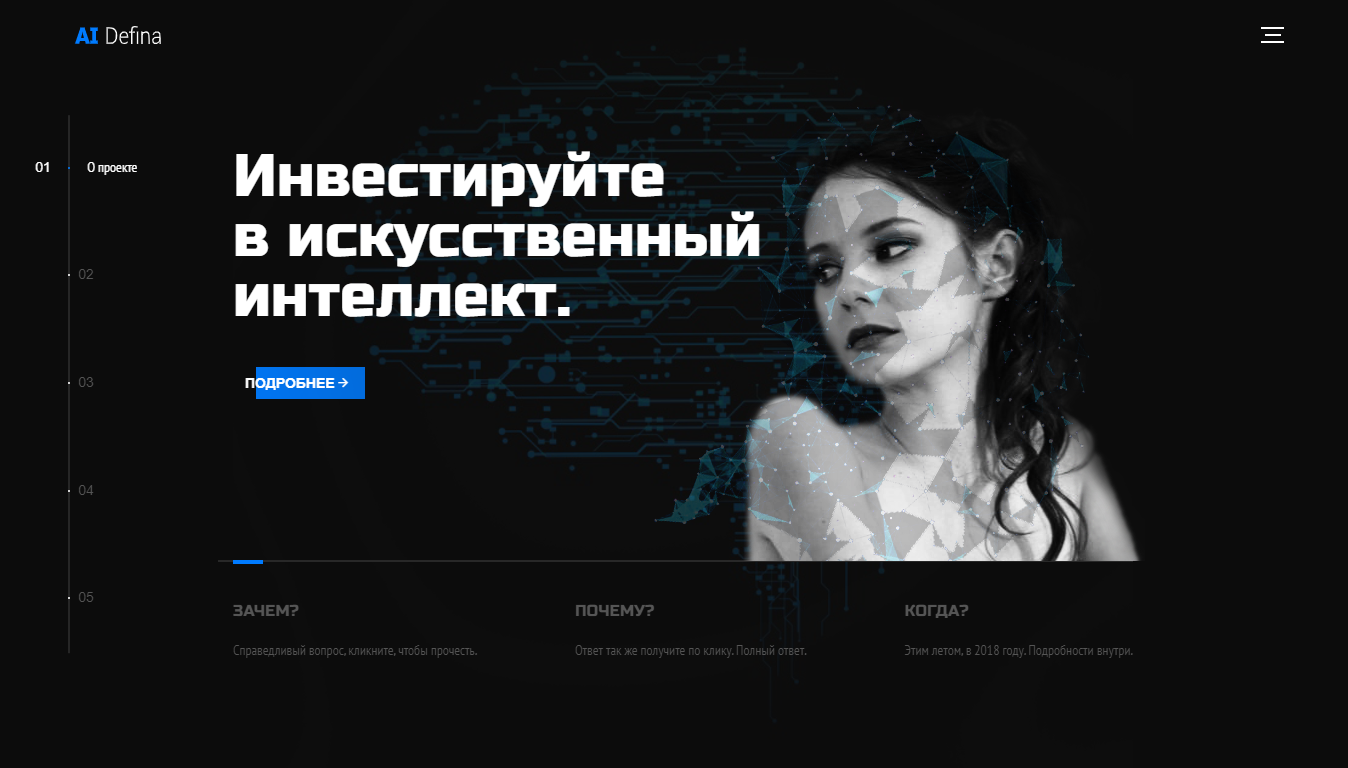 AI Defina
01 О проекте
Инвестируйте
в искусственный
интеллект.
02
ПОДРОБНЕЕ →
03
04
05
ЗАЧЕМ?
Справедливый вопрос, кликните, чтобы прочесть.
ПОЧЕМУ?
Ответ так же получите по клику. Полный ответ.
КОГДА?
Этим летом, в 2018 году. Подробности внутри.